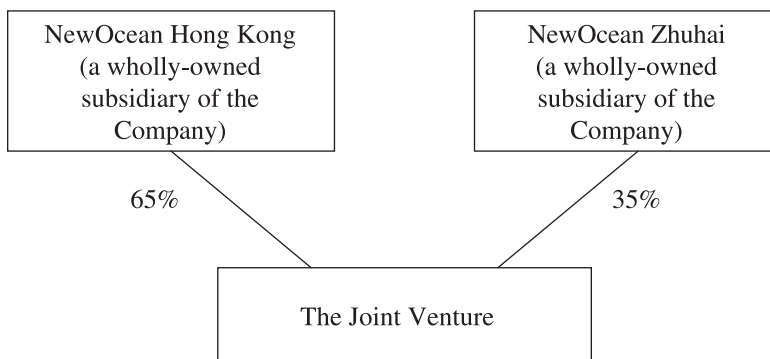 NewOcean Hong Kong
(a wholly-owned
subsidiary of the
Company)
NewOcean Zhuhai
(a wholly-owned
subsidiary of the
Company)
65%
35%
The Joint Venture